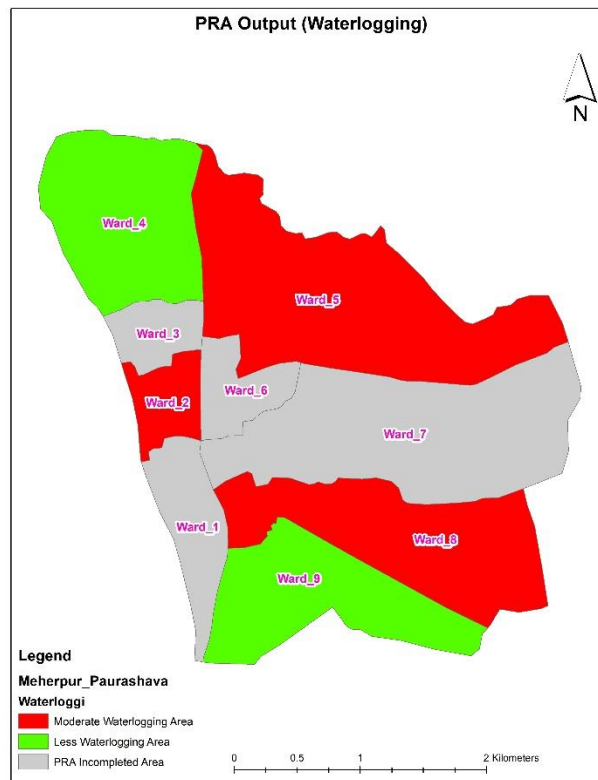 PRA Output (Waterlogging)
N
Ward_4
Ward_5
Ward_3
Ward_6
Ward_2
Ward_7
Ward_1
Ward_8
Ward_9
Legend
Meherpur_Paurashava
Waterloggi
Moderate Waterlogging Area
Less Waterlogging Area
PRA Incompleted Area
0 0.5 1 2 Kilometers